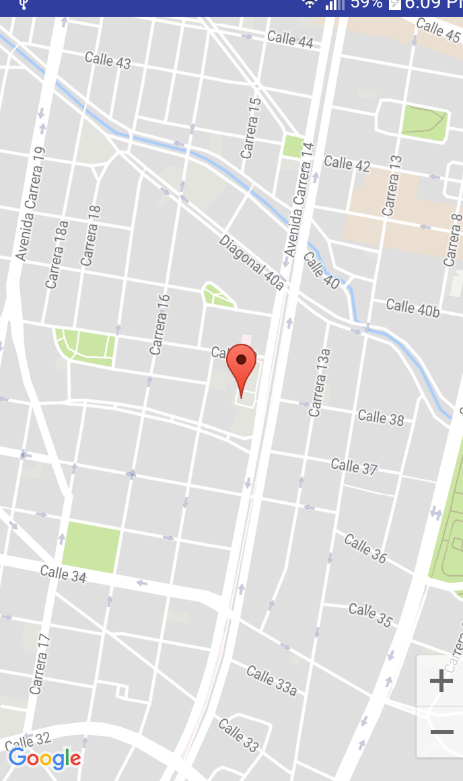 59% 6:09 P
Calle 45
Calle 44
Calle 43
Carrera 15
Avenida Carrera 19
Avenida Carrera 14
Calle 42
Carrera 13
Carrera 18a
Carrera 18
Carrera 8
Diagonal 40a
Calle 40
Calle 40b
Carrera 16
Carrera 13a
Calle 38
Calle 37
Calle 36
Calle 34
Calle 35
Carrera 17
Calle 33a
Calle 33
Calle 32
Google
+
−